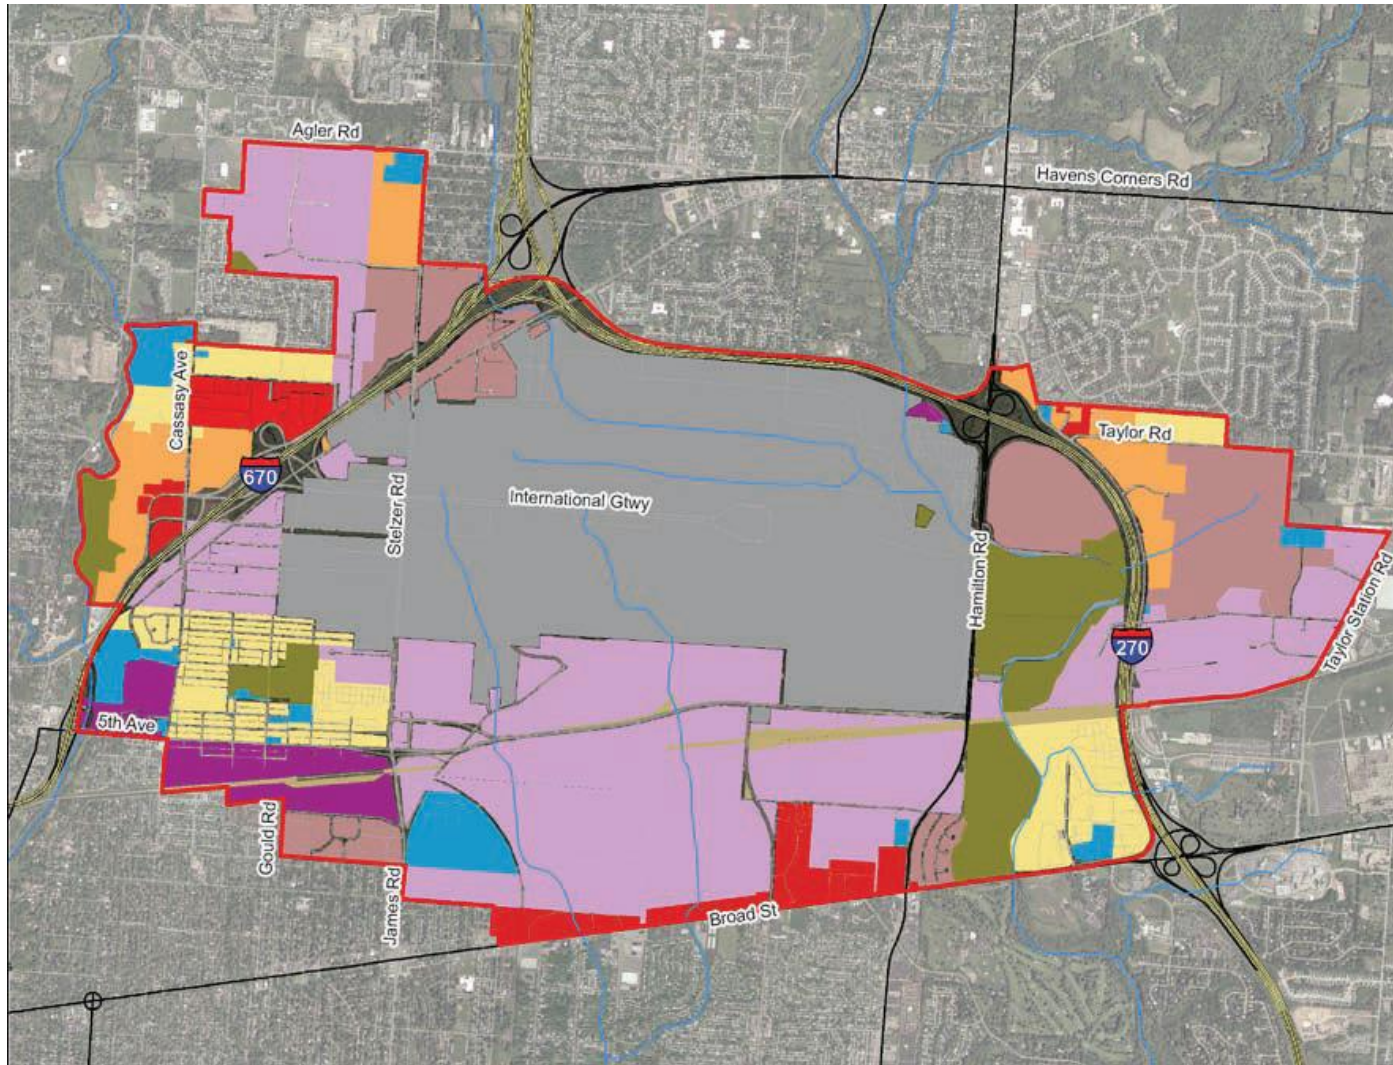 Agler Rd
Havens Corners Rd
Cassasy Ave
Taylor Rd
670
International Gtwy
Stelzer Rd
Hamilton Rd
270
Taylor Station Rd
5th Ave
Gould Rd
James Rd
Broad St